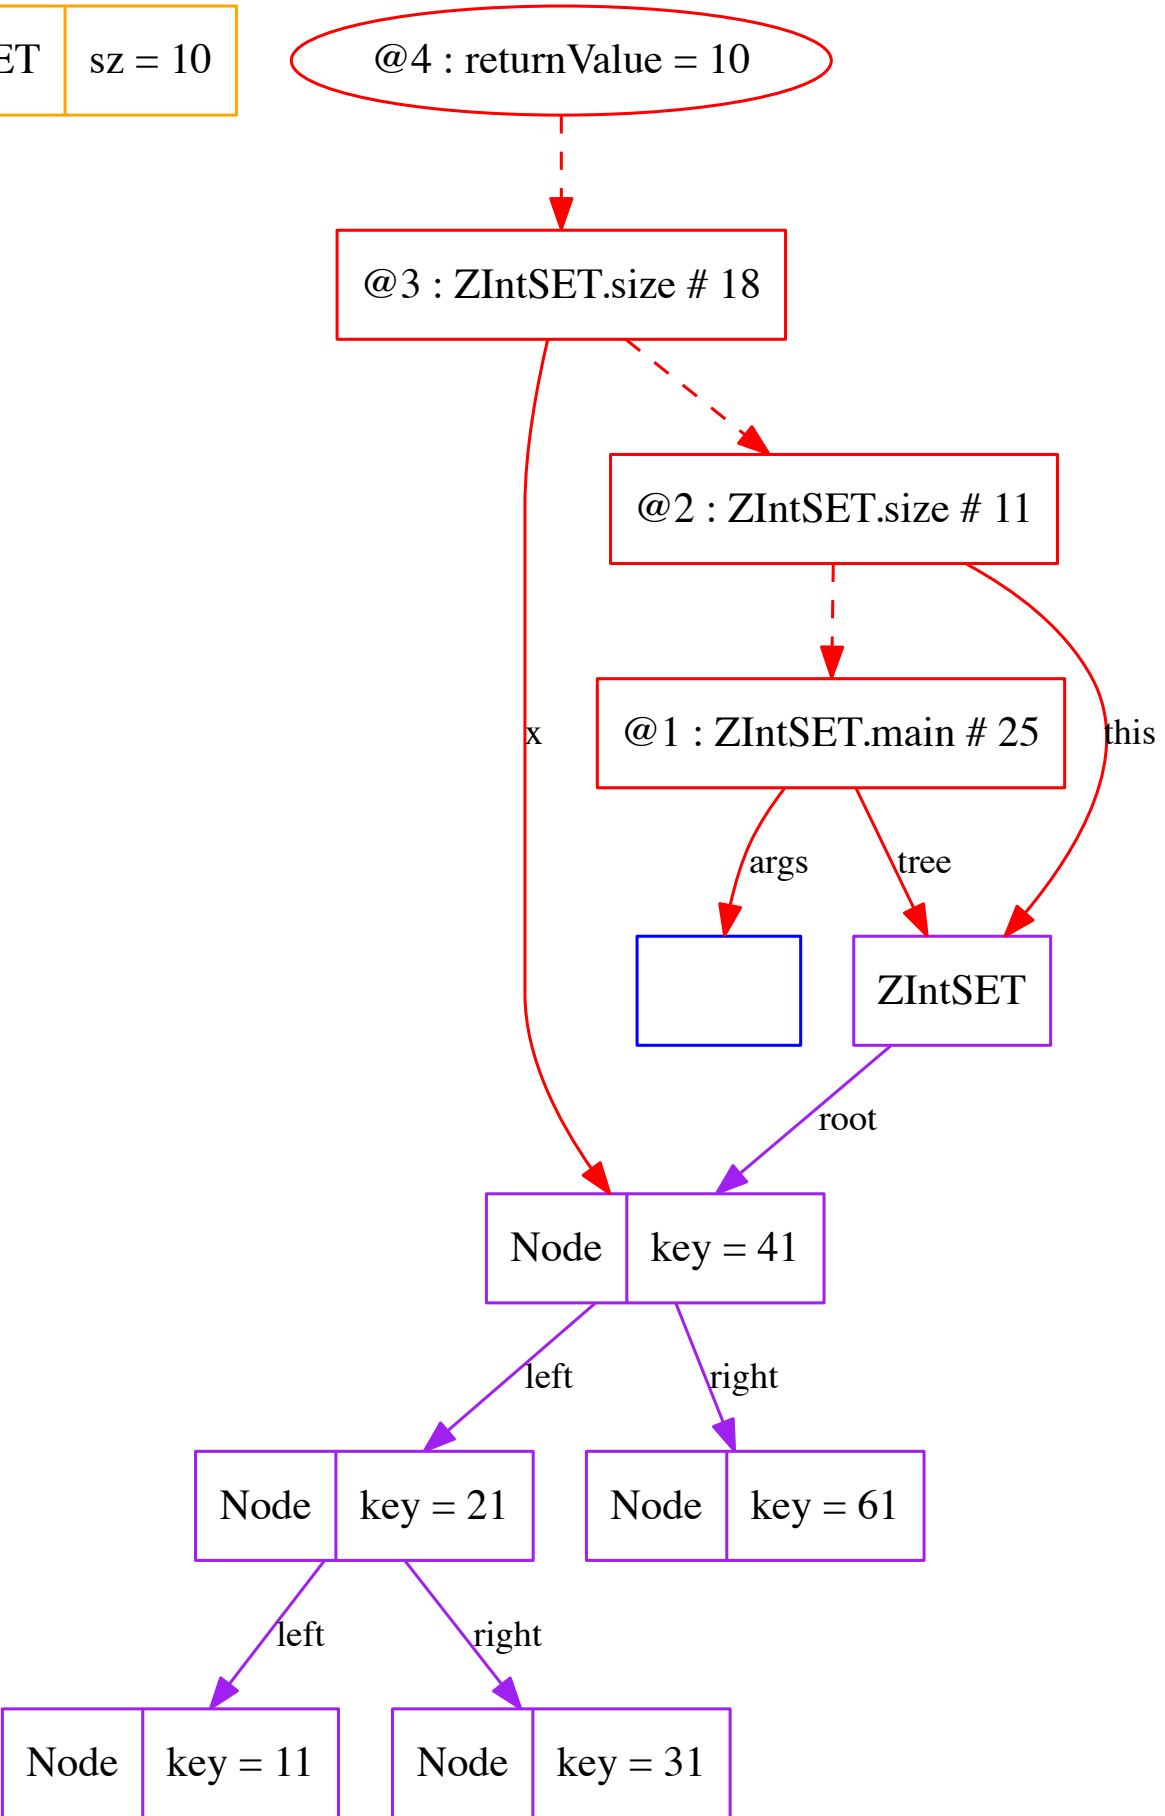 ET
sz = 10
@4 : returnValue = 10
@3 : ZIntSET.size # 18
@2 : ZIntSET.size # 11
x
@1 : ZIntSET.main # 25
this
args
tree
ZIntSET
root
Node
key = 41
left
right
Node
key = 21
Node
key = 61
left
right
Node
key = 11
Node
key = 31